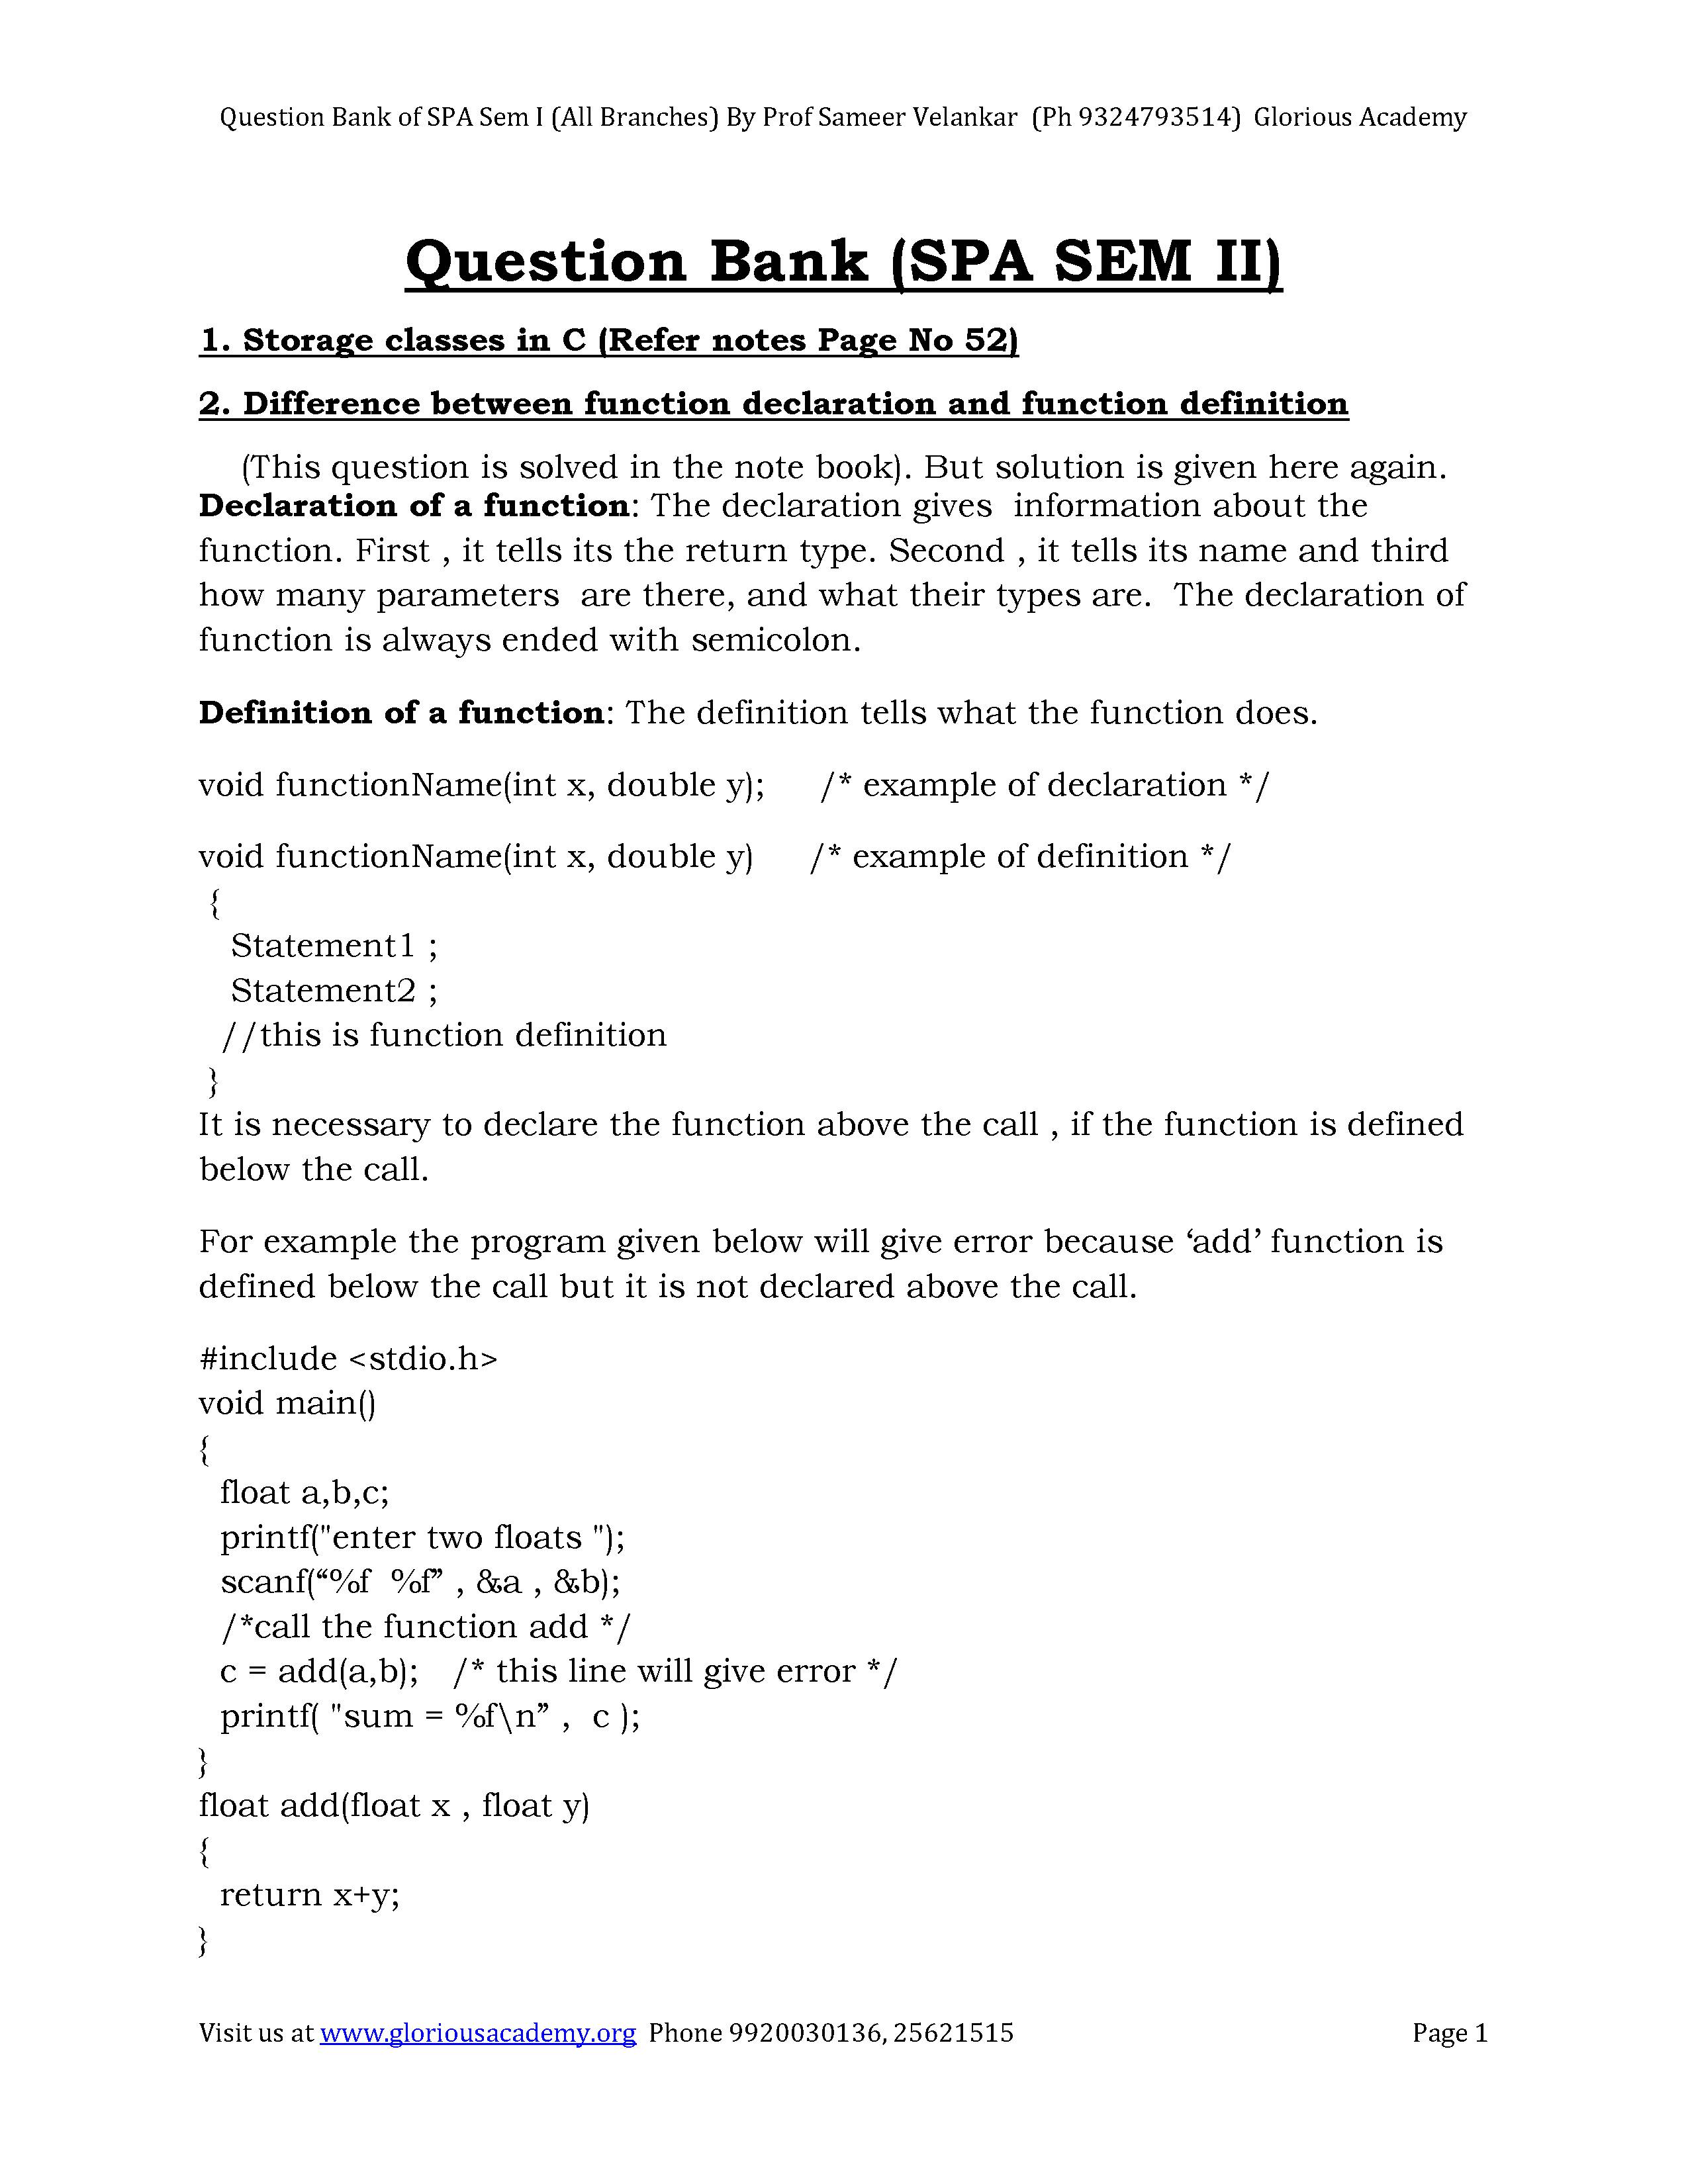 Question Bank of SPA Sem I (All Branches) By Prof Sameer Velankar  (Ph 9324793514)  Glorious Academy
Question Bank (SPA SEM II)
1. Storage classes in C (Refer notes Page No 52)
2. Difference between function declaration and function definition
(This question is solved in the note book). But solution is given here again.
Declaration of a function: The declaration gives  information about the
function. First , it tells its the return type. Second , it tells its name and third
how many parameters  are there, and what their types are.  The declaration of
function is always ended with semicolon.
Definition of a function: The definition tells what the function does.
void functionName(int x, double y);     /* example of declaration */
void functionName(int x, double y)     /* example of definition */
{
Statement1 ;
Statement2 ;
//this is function definition
}
It is necessary to declare the function above the call , if the function is defined
below the call.
For example the program given below will give error because ‘add’ function is
defined below the call but it is not declared above the call.
#include <stdio.h>
void main()
{
float a,b,c;
printf("enter two floats ");
scanf(“%f  %f” , &a , &b);
/*call the function add */
c = add(a,b);   /* this line will give error */
printf( "sum = %f\n” ,  c );
}
float add(float x , float y)
{
return x+y;
}
Visit us at www.gloriousacademy.org  Phone 9920030136, 25621515 Page 1